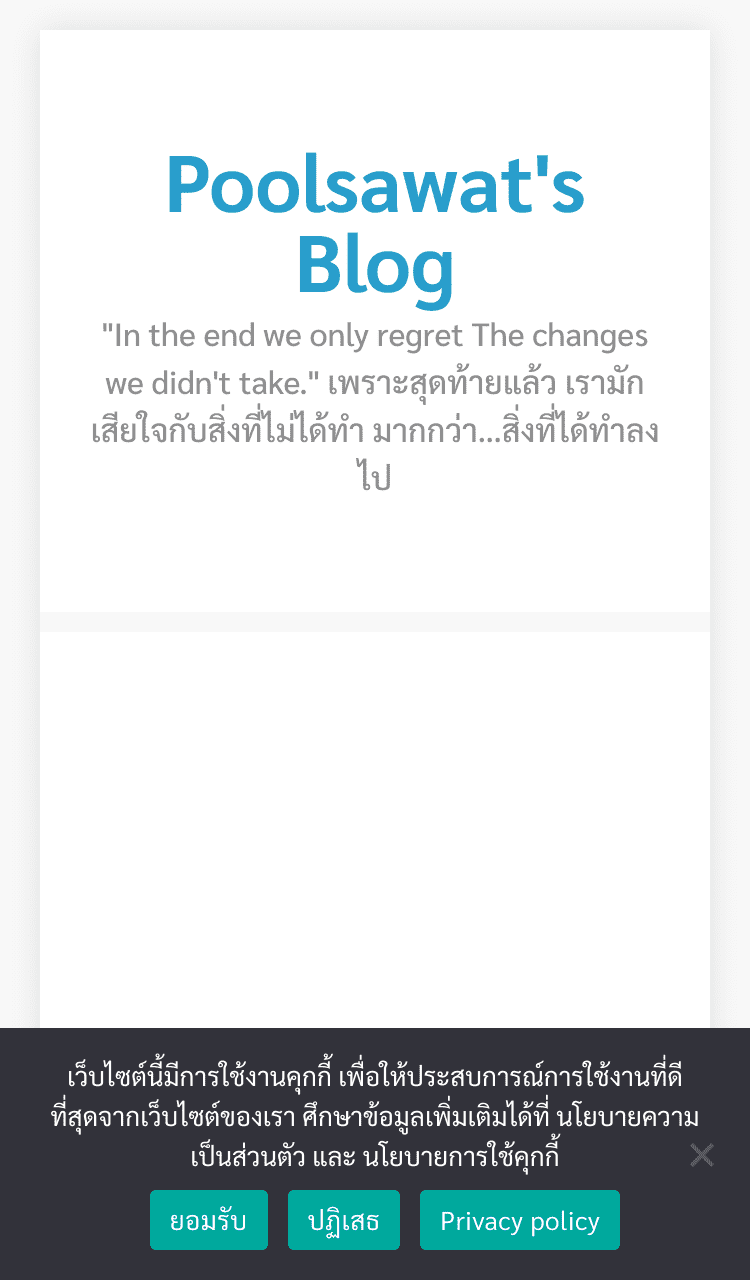 Poolsawat's
Blog
"In the end we only regret The changes
we didn't take." เพราะสุดท้ายแล้ว เรามัก
เสียใจกับสิ่งที่ไม่ได้ทำ มากกว่า...สิ่งที่ได้ทำลง
ไป
เว็บไซต์นี้มีการใช้งานคุกกี้ เพื่อให้ประสบการณ์การใช้งานที่ดี
ที่สุดจากเว็บไซต์ของเรา ศึกษาข้อมูลเพิ่มเติมได้ที่ นโยบายความ
เป็นส่วนตัว และ นโยบายการใช้คุกกี้
ยอมรับ ปฏิเสธ Privacy policy